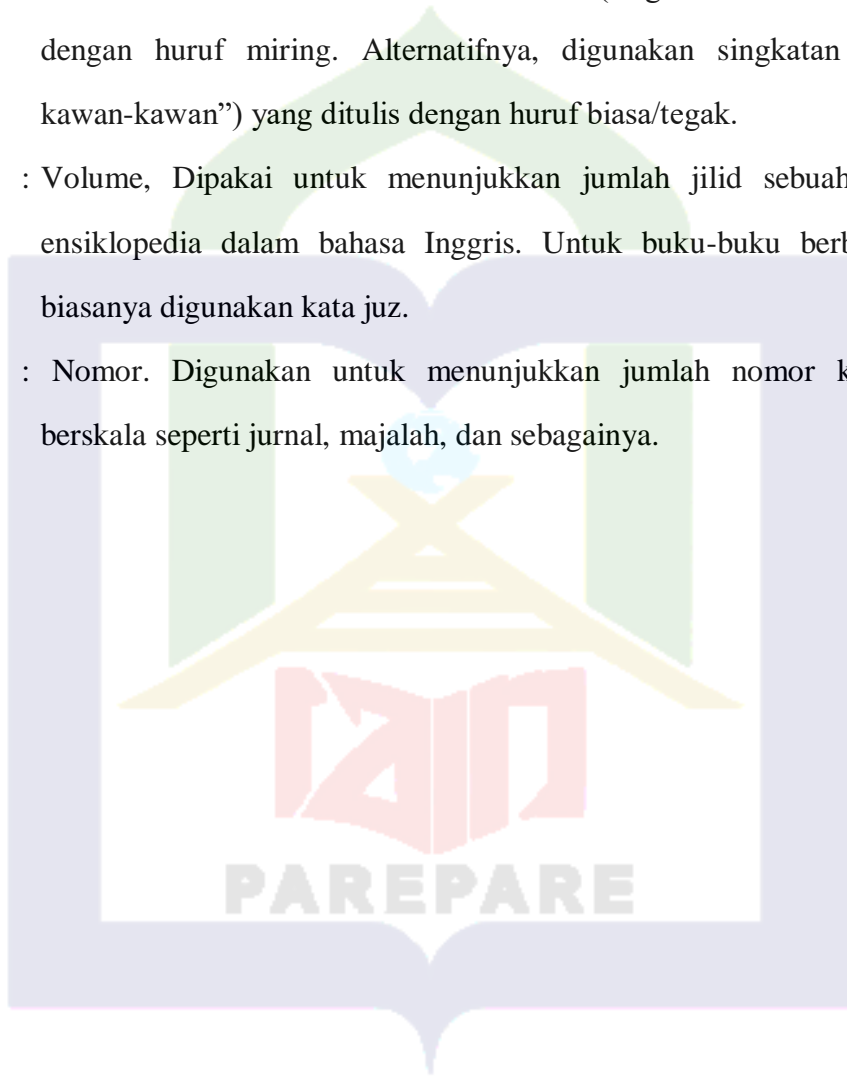 dengan huruf miring. Alternatifnya, digunakan singkatan
kawan-kawan”) yang ditulis dengan huruf biasa/tegak.
: Volume, Dipakai untuk menunjukkan jumlah jilid sebuah
ensiklopedia dalam bahasa Inggris. Untuk buku-buku
biasanya digunakan kata juz.
: Nomor. Digunakan untuk menunjukkan jumlah nomor
berskala seperti jurnal, majalah, dan sebagainya.
IAIN
PAREPARE